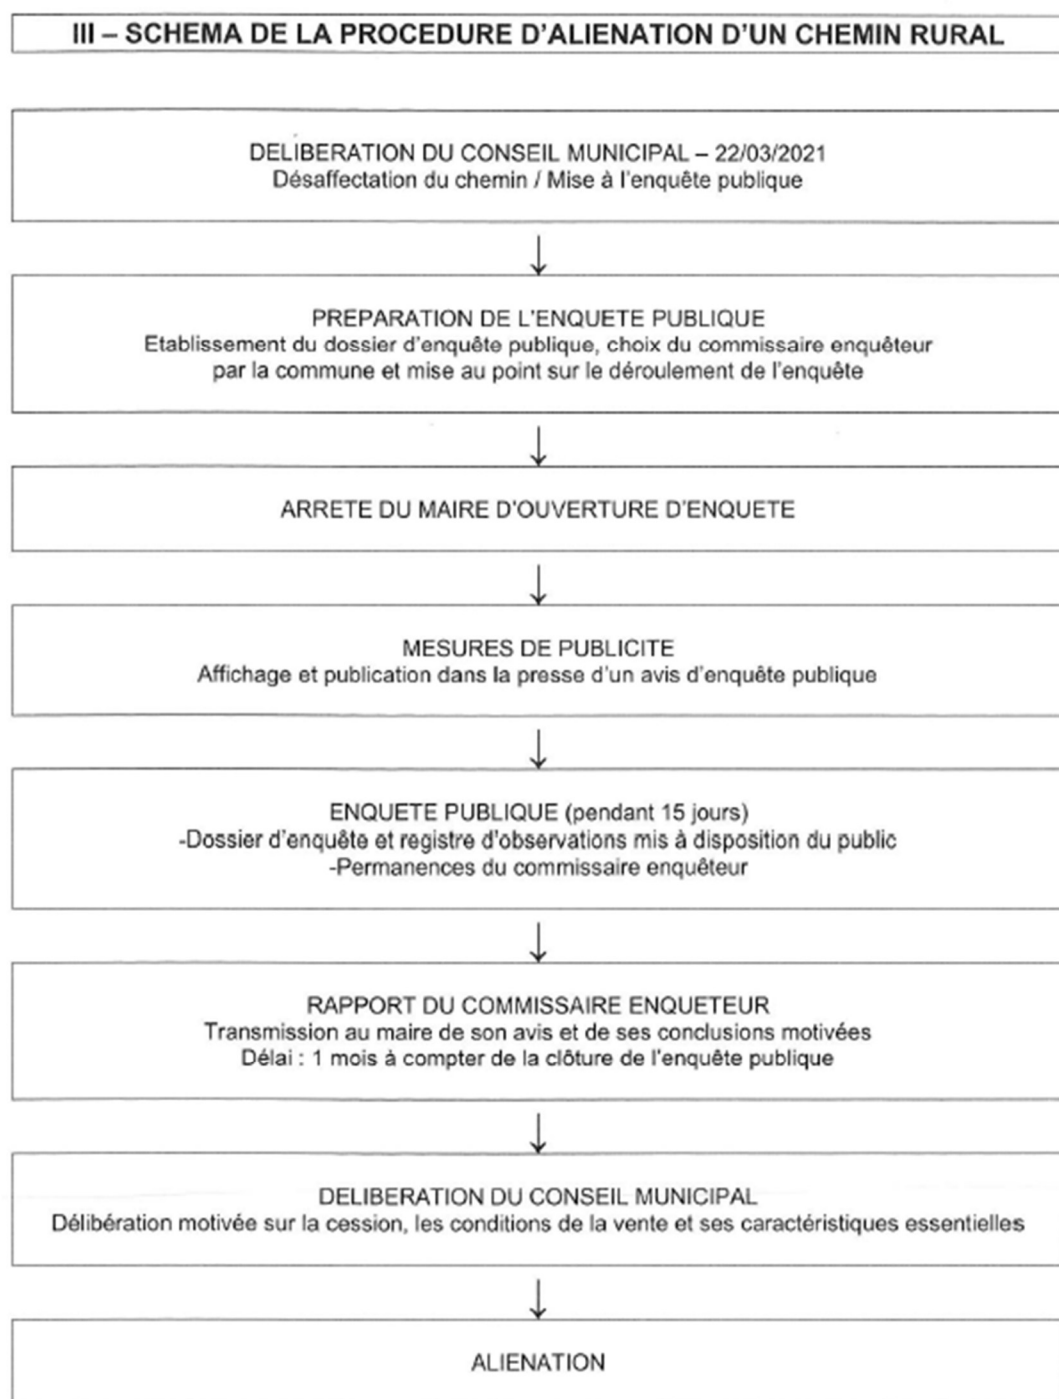 III – SCHEMA DE LA PROCEDURE D'ALIENATION D'UN CHEMIN RURAL
DELIBERATION DU CONSEIL MUNICIPAL – 22/03/2021
Désaffectation du chemin / Mise à l'enquête publique
PREPARATION DE L'ENQUETE PUBLIQUE
Etablissement du dossier d'enquête publique, choix du commissaire enquêteur
par la commune et mise au point sur le déroulement de l'enquête
ARRETE DU MAIRE D'OUVERTURE D'ENQUETE
MESURES DE PUBLICITE
Affichage et publication dans la presse d'un avis d'enquête publique
ENQUETE PUBLIQUE (pendant 15 jours)
-Dossier d'enquête et registre d'observations mis à disposition du public
-Permanences du commissaire enquêteur
RAPPORT DU COMMISSAIRE ENQUETEUR
Transmission au maire de son avis et de ses conclusions motivées
Délai : 1 mois à compter de la clôture de l'enquête publique
DELIBERATION DU CONSEIL MUNICIPAL
Délibération motivée sur la cession, les conditions de la vente et ses caractéristiques essentielles
ALIENATION